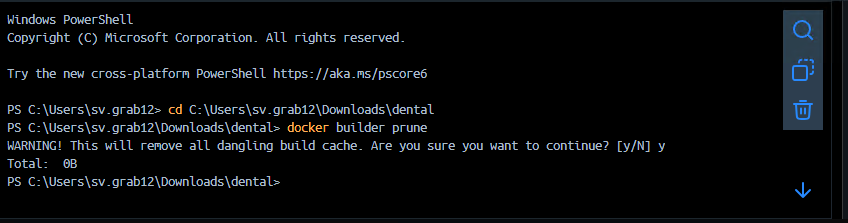 Windows PowerShell
Copyright (C) Microsoft Corporation. All rights reserved.
Try the new cross-platform PowerShell https://aka.ms/pscore6
PS C:\Users\sv.grab12> cd C:\Users\sv.grab12\Downloads\dental
PS C:\Users\sv.grab12\Downloads\dental> docker builder prune
WARNING! This will remove all dangling build cache. Are you sure you want to continue? [y/N] y
Total:  0B
PS C:\Users\sv.grab12\Downloads\dental>